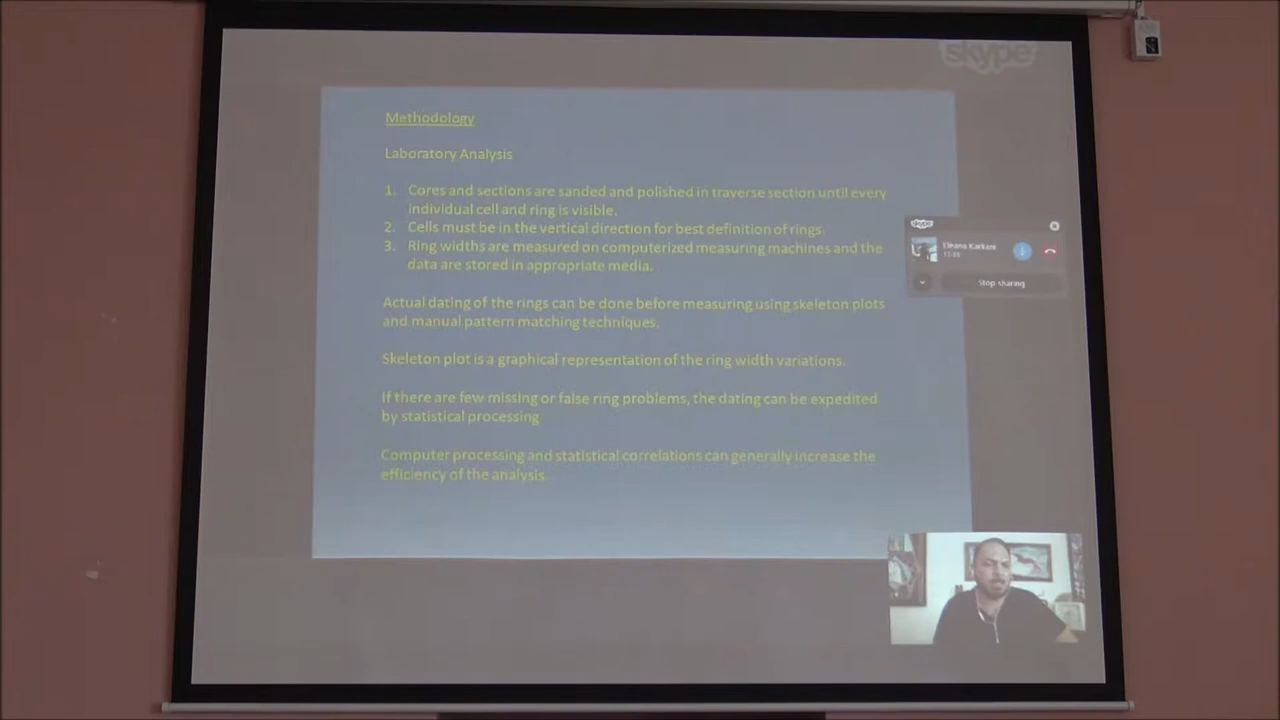 skype
Methodology
Laboratory Analysis
1. Cores and sections are sanded and polished in traverse section until every
individual cell and ring is visible.
2. Cells must be in the vertical direction for best definition of rings.
3. Ring widths are measured on computerized measuring machines and the
data are stored in appropriate media.
skype
Eleana Karkani
Stop sharing
Actual dating of the rings can be done before measuring using skeleton plots
and manual pattern matching techniques.
Skeleton plot is a graphical representation of the ring width variations.
If there are few missing or false ring problems, the dating can be expedited
by statistical processing
Computer processing and statistical correlations can generally increase the
efficiency of the analysis.